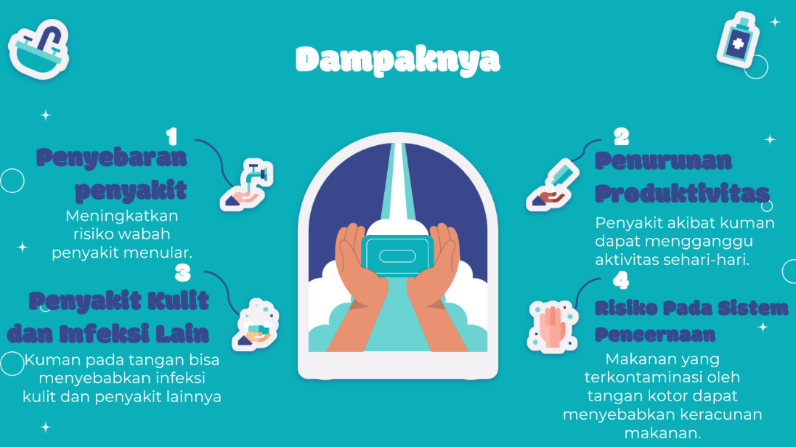 Dampaknya
1
Penyebaran
penyakit
Meningkatkan
risiko wabah
penyakit menular.
2
Penurunan
Produktivitas
Penyakit akibat kuman
dapat mengganggu
aktivitas sehari-hari.
3
Penyakit Kulit
dan Infeksi Lain
Kuman pada tangan bisa
menyebabkan infeksi
kulit dan penyakit lainnya
4
Risiko Pada Sistem
Pencernaan
Makanan yang
terkontaminasi oleh
tangan kotor dapat
menyebabkan keracunan
makanan.